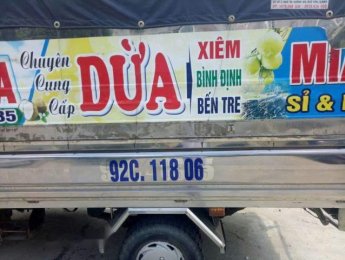 Chuyên
Cung
Cấp
DỪA
XIÊM
BÌNH ĐỊNH
BẾN TRE
SỈ &
92C. 118 06